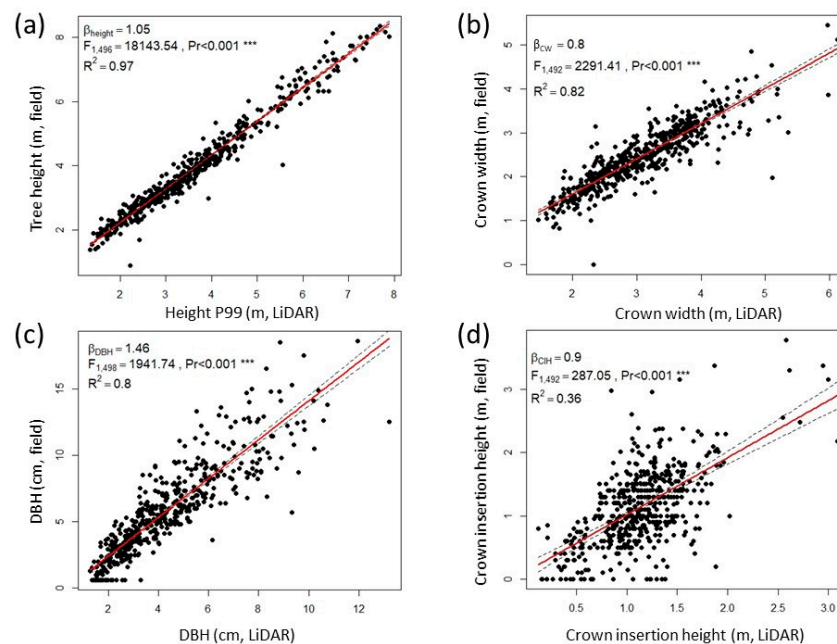 (a)
βheight = 1.05
F1,496 = 18143.54 , Pr<0.001 ***
R2 = 0.97
Tree height (m, field)
2 4 6 8
2 3 4 5 6 7 8
Height P99 (m, LiDAR)
(b)
βCW = 0.8
F1,492 = 2291.41 , Pr<0.001 ***
R2 = 0.82
Crown width (m, field)
0 1 2 3 4 5
2 3 4 5 6
Crown width (m, LiDAR)
(c)
βDBH = 1.46
F1,498 = 1941.74 , Pr<0.001 ***
R2 = 0.8
DBH (cm, field)
0 5 10 15
2 4 6 8 10 12
DBH (cm, LiDAR)
(d)
βCIH = 0.9
F1,492 = 287.05 , Pr<0.001 ***
R2 = 0.36
Crown insertion height (m, field)
0 1 2 3
0.5 1.0 1.5 2.0 2.5 3.0
Crown insertion height (m, LiDAR)